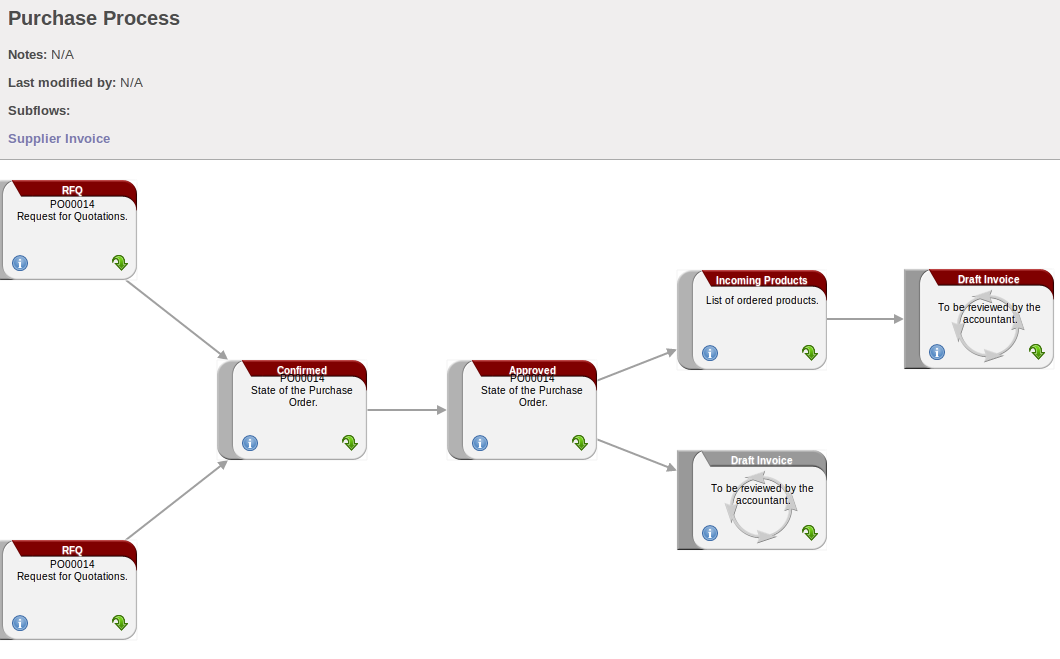 Purchase Process
Notes: N/A
Last modified by: N/A
Subflows:
Supplier Invoice
RFQ
PO00014
Request for Quotations.
Incoming Products
List of ordered products.
Draft Invoice
To be reviewed by the
accountant.
Confirmed
PO00014
State of the Purchase
Order.
Approved
PO00014
State of the Purchase
Order.
Draft Invoice
To be reviewed by the
accountant.
RFQ
PO00014
Request for Quotations.